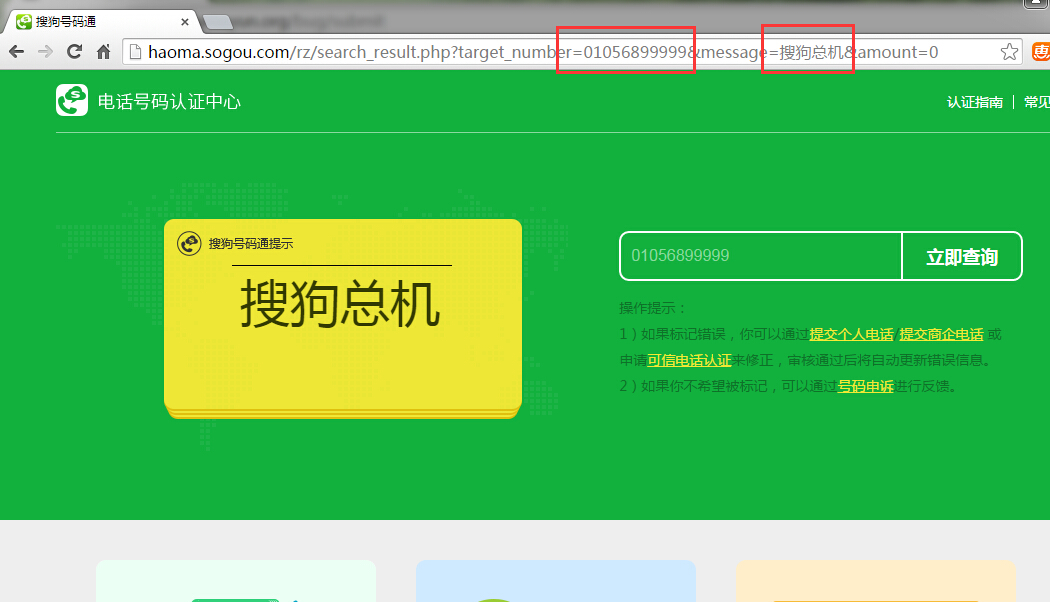 搜狗号码通
haoma.sogou.com/rz/search_result.php?target_number=01056899999&message=搜狗总机&amount=0
惠
电话号码认证中心
认证指南 | 常见
搜狗号码通提示
搜狗总机
01056899999 立即查询
操作提示：
1）如果标记错误，你可以通过提交个人电话/提交商企电话 或
申请可信电话认证来修正，审核通过后将自动更新错误信息。
2）如果你不希望被标记，可以通过号码申诉进行反馈。